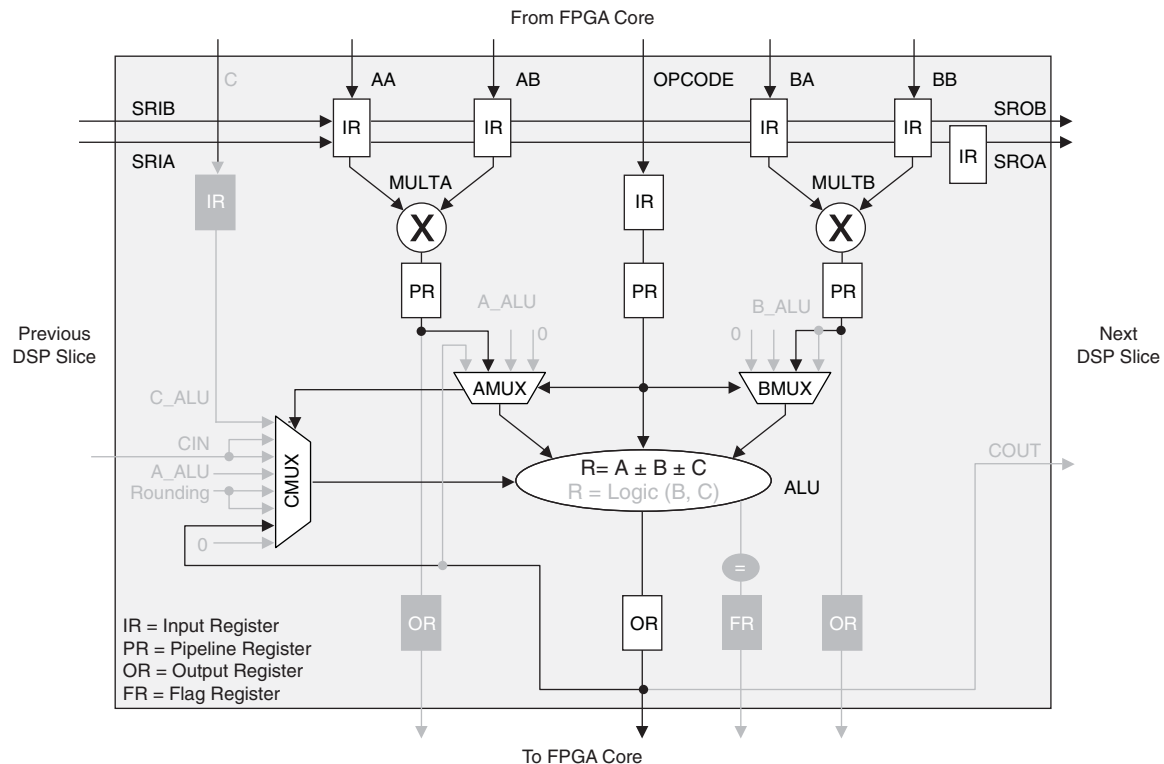 From FPGA Core
C
AA
AB
OPCODE
BA
BB
SRIB
SROB
IR
IR
IR
IR
SRIA
IR
SROA
IR
MULTA
IR
MULTB
X
X
PR
PR
PR
A_ALU
B_ALU
0
0
Previous
DSP Slice
Next
DSP Slice
AMUX
BMUX
C_ALU
CIN
A_ALU
Rounding
0
CMUX
R= A ± B ± C
R = Logic (B, C)
ALU
COUT
=
OR
OR
FR
OR
IR = Input Register
PR = Pipeline Register
OR = Output Register
FR = Flag Register
To FPGA Core